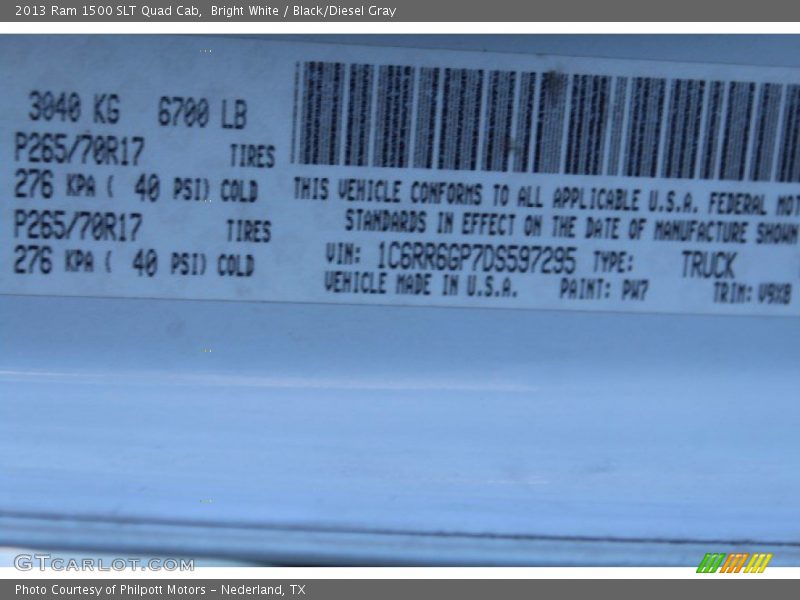 2013 Ram 1500 SLT Quad Cab, Bright White / Black/Diesel Gray
3040 KG 6700 LB
P265/70R17 TIRES
276 KPA ( 40 PSI) COLD
P265/70R17 TIRES
276 KPA ( 40 PSI) COLD
THIS VEHICLE CONFORMS TO ALL APPLICABLE U.S.A. FEDERAL MOT
STANDARDS IN EFFECT ON THE DATE OF MANUFACTURE SHOWN
VIN: 1C6RR6GP7DS597295 TYPE: TRUCK
VEHICLE MADE IN U.S.A. PAINT: PW7 TRIM: V9X8
GTCARLOT.COM
Photo Courtesy of Philpott Motors - Nederland, TX